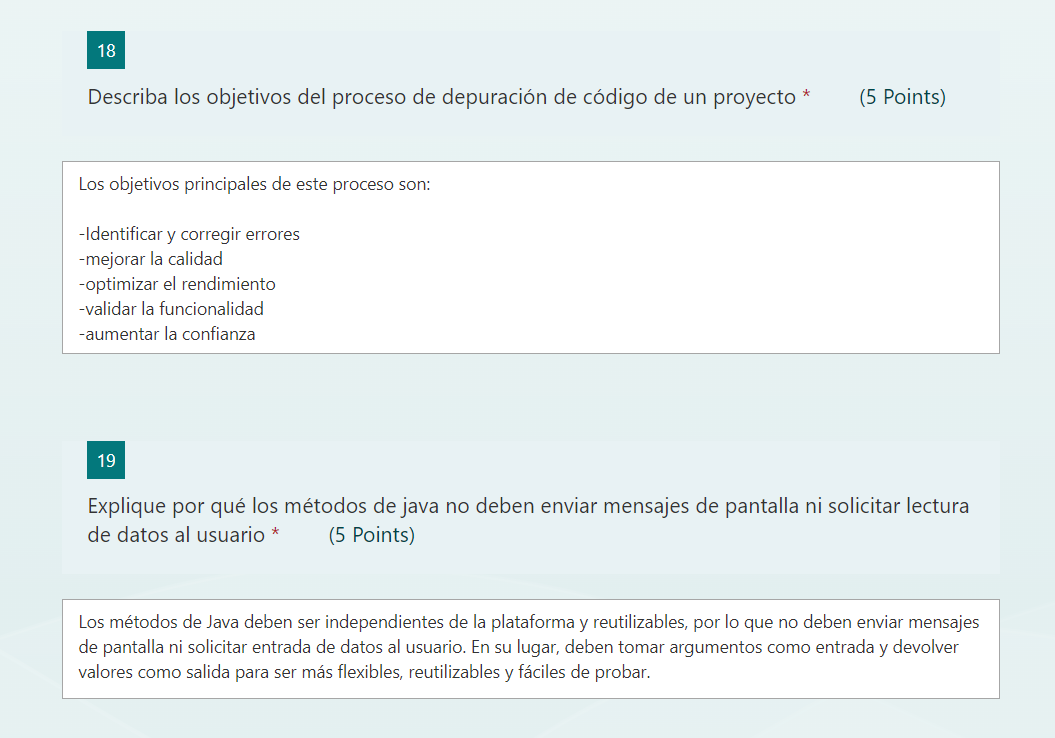 18
Describa los objetivos del proceso de depuración de código de un proyecto * (5 Points)
Los objetivos principales de este proceso son:
-Identificar y corregir errores
-mejorar la calidad
-optimizar el rendimiento
-validar la funcionalidad
-aumentar la confianza
19
Explique por qué los métodos de java no deben enviar mensajes de pantalla ni solicitar lectura
de datos al usuario * (5 Points)
Los métodos de Java deben ser independientes de la plataforma y reutilizables, por lo que no deben enviar mensajes
de pantalla ni solicitar entrada de datos al usuario. En su lugar, deben tomar argumentos como entrada y devolver
valores como salida para ser más flexibles, reutilizables y fáciles de probar.